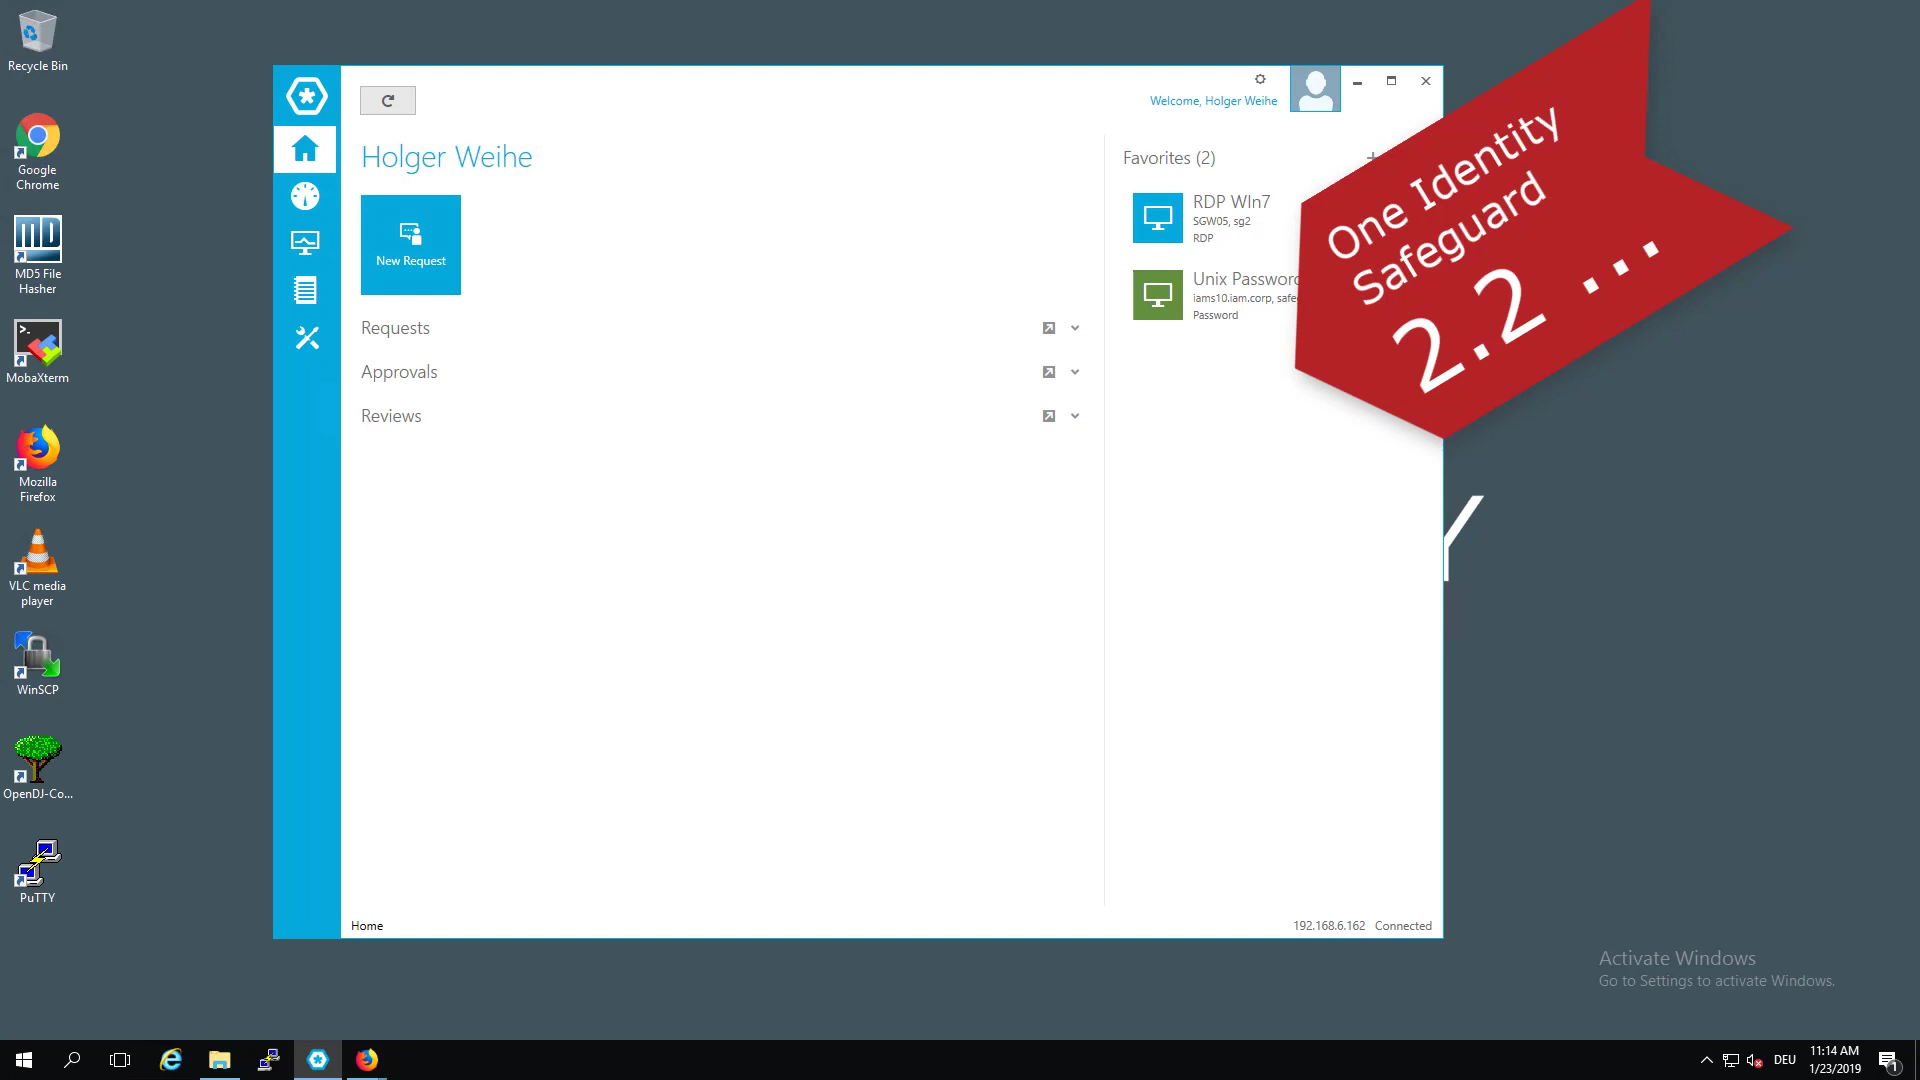 Recycle Bin
Google
Chrome
MD5 File
Hasher
MobaXterm
Mozilla
Firefox
VLC media
player
WinSCP
OpenDJ-Co...
PuTTY
Welcome, Holger Weihe
Holger Weihe
New Request
Requests
Approvals
Reviews
Favorites (2)
RDP WIn7
SGW05, sg2
RDP
Unix Password
iams10.iam.corp, safe
Password
One Identity
Safeguard
2.2 ...
Y
Home
192.168.6.162 Connected
Activate Windows
Go to Settings to activate Windows.
DEU
11:14 AM
1/23/2019
1